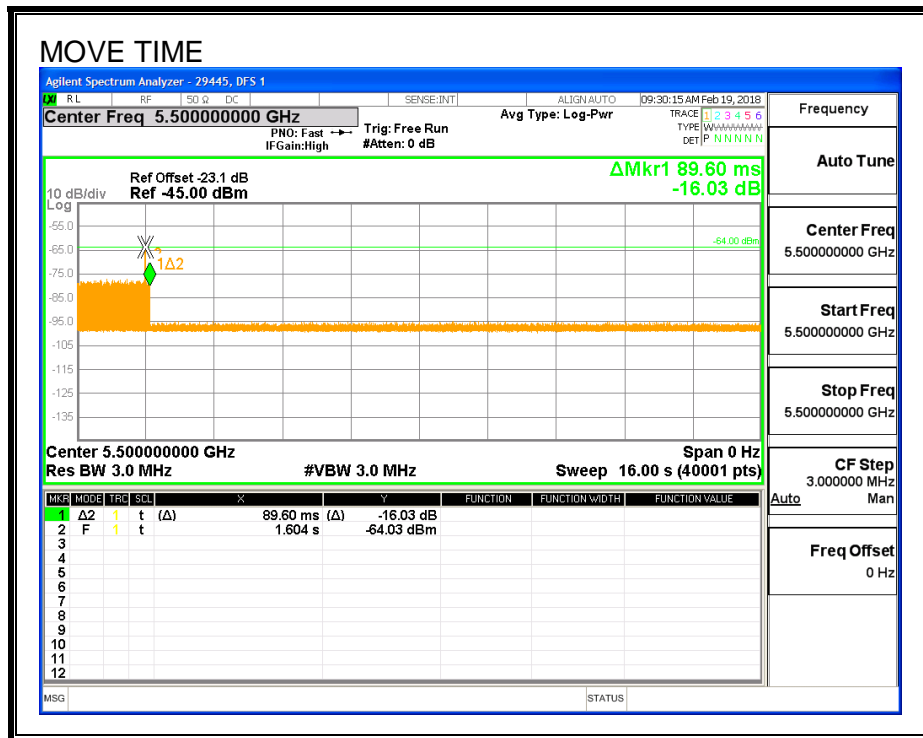 MOVE TIME
Agilent Spectrum Analyzer - 29445, DFS 1
LXI RL RF 50 Ω DC SENSE:INT ALIGN AUTO 09:30:15 AM Feb 19, 2018
Center Freq 5.500000000 GHz
PNO: Fast
IFGain:High
Trig: Free Run
#Atten: 0 dB
Avg Type: Log-Pwr
TRACE 1 2 3 4 5 6
TYPE WWWWWW
DET P N N N N N
ΔMkr1 89.60 ms
-16.03 dB
Ref Offset -23.1 dB
10 dB/div Ref -45.00 dBm
Log
-55.0
-64.00 dBm
-65.0
1Δ2
-75.0
-85.0
-95.0
-105
-115
-125
-135
Center 5.500000000 GHz Span 0 Hz
Res BW 3.0 MHz #VBW 3.0 MHz Sweep 16.00 s (40001 pts)
MKR MODE TRC SCL X Y FUNCTION FUNCTION WIDTH FUNCTION VALUE
1 Δ2 1 t (Δ) 89.60 ms (Δ) -16.03 dB
2 F 1 t 1.604 s -64.03 dBm
3
4
5
6
7
8
9
10
11
12
MSG STATUS
Frequency
Auto Tune
Center Freq
5.500000000 GHz
Start Freq
5.500000000 GHz
Stop Freq
5.500000000 GHz
CF Step
3.000000 MHz
Auto Man
Freq Offset
0 Hz